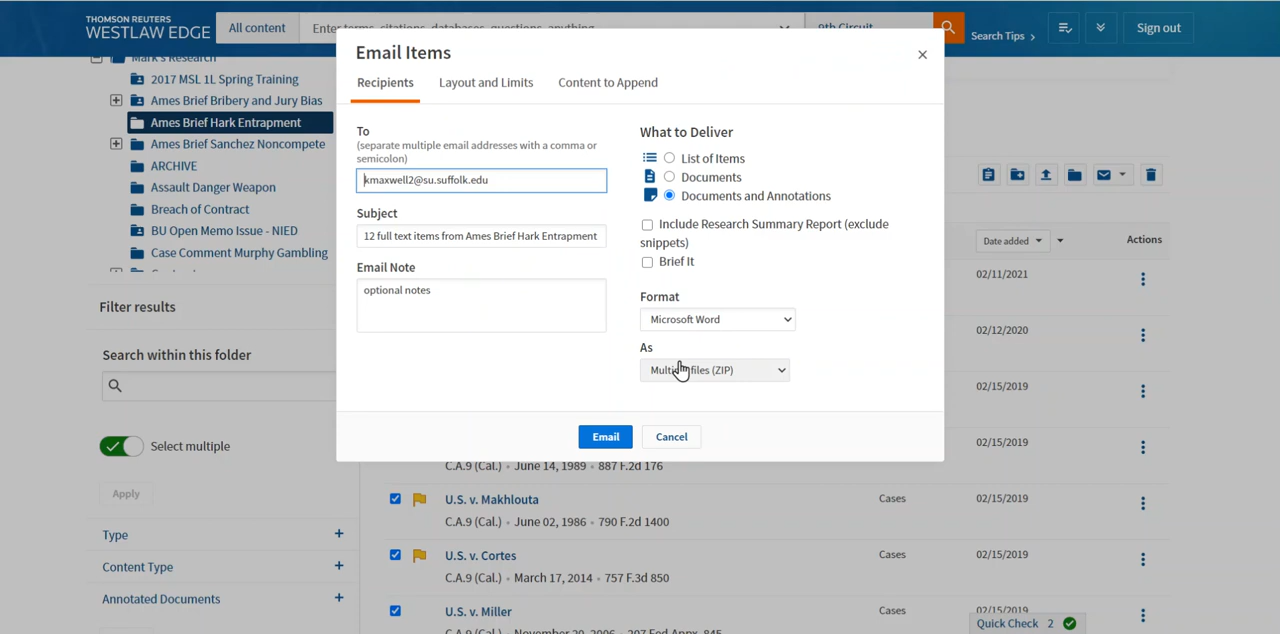 THOMSON REUTERS
WESTLAW EDGE
All content
Enter terms, citations, databases, questions, anything
9th Circuit
Search Tips
Sign out
Mark's Research
2017 MSL 1L Spring Training
Ames Brief Bribery and Jury Bias
Ames Brief Hark Entrapment
Ames Brief Sanchez Noncompete
ARCHIVE
Assault Danger Weapon
Breach of Contract
BU Open Memo Issue - NIED
Case Comment Murphy Gambling
Filter results
Search within this folder
Select multiple
Apply
Type
Content Type
Annotated Documents
Email Items
Recipients
Layout and Limits
Content to Append
To
(separate multiple email addresses with a comma or
semicolon)
kmaxwell2@su.suffolk.edu
Subject
12 full text items from Ames Brief Hark Entrapment
Email Note
optional notes
What to Deliver
List of Items
Documents
Documents and Annotations
Include Research Summary Report (exclude
snippets)
Brief It
Format
Microsoft Word
As
files (ZIP)
Email
Cancel
Date added
Actions
02/11/2021
02/12/2020
02/15/2019
02/15/2019
C.A.9 (Cal.) • June 14, 1989 • 887 F.2d 176
U.S. v. Makhlouta
Cases
02/15/2019
C.A.9 (Cal.) • June 02, 1986 • 790 F.2d 1400
U.S. v. Cortes
Cases
02/15/2019
C.A.9 (Cal.) • March 17, 2014 • 757 F.3d 850
U.S. v. Miller
Cases
02/15/2019
Quick Check 2